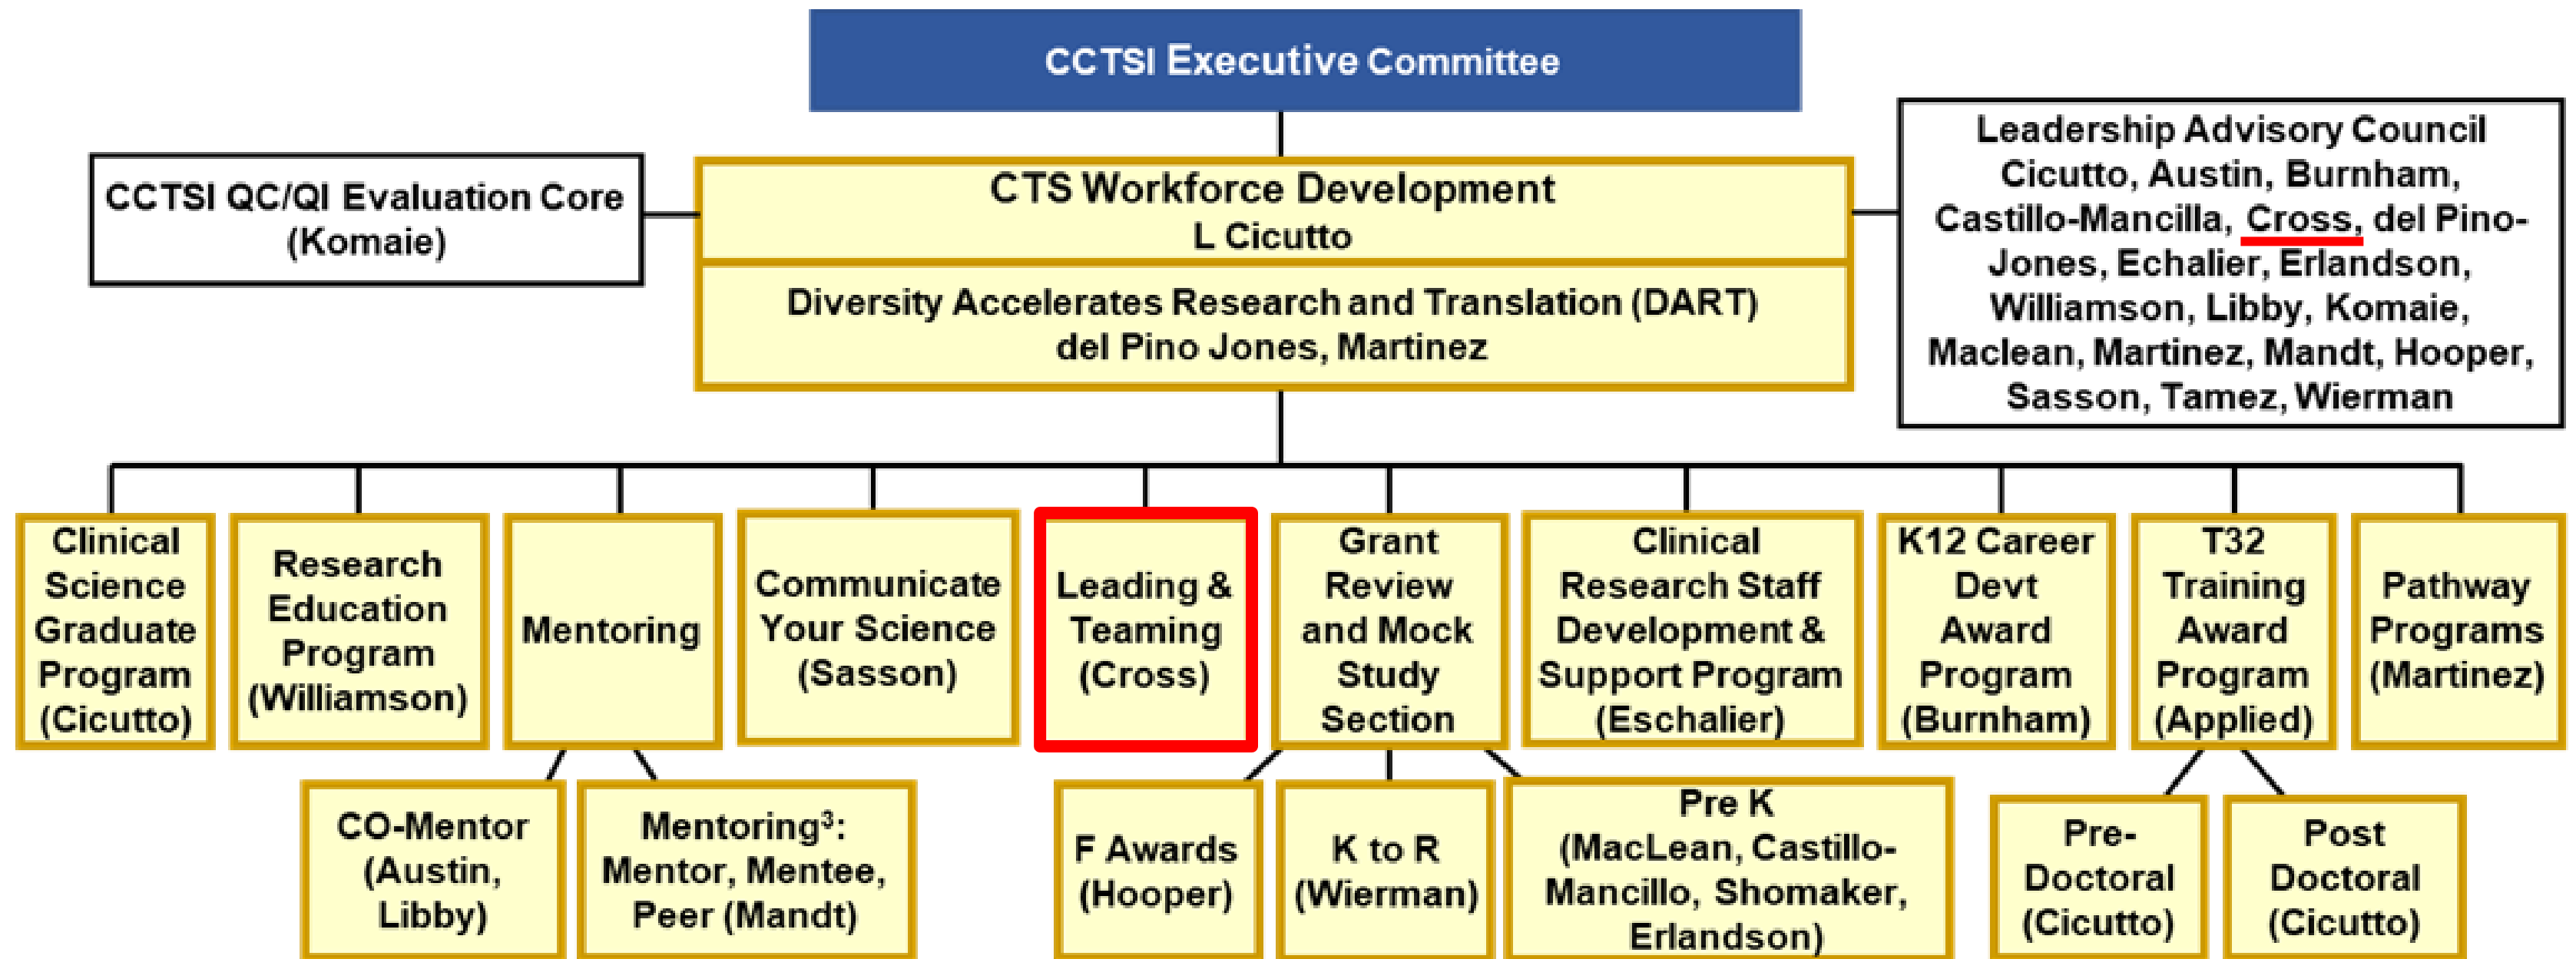 CCTSI Executive Committee
CCTSI QC/QI Evaluation Core
(Komaie)
CTS Workforce Development
L Cicutto
Diversity Accelerates Research and Translation (DART)
del Pino Jones, Martinez
Leadership Advisory Council
Cicutto, Austin, Burnham,
Castillo-Mancilla, Cross, del Pino-
Jones, Echalier, Erlandson,
Williamson, Libby, Komaie,
Maclean, Martinez, Mandt, Hooper,
Sasson, Tamez, Wierman
Clinical
Science
Graduate
Program
(Cicutto)
Research
Education
Program
(Williamson)
Mentoring
Communicate
Your Science
(Sasson)
Leading &
Teaming
(Cross)
Grant
Review
and Mock
Study
Section
Clinical
Research Staff
Development &
Support Program
(Eschalier)
K12 Career
Devt
Award
Program
(Burnham)
T32
Training
Award
Program
(Applied)
Pathway
Programs
(Martinez)
CO-Mentor
(Austin,
Libby)
Mentoring³:
Mentor, Mentee,
Peer (Mandt)
F Awards
(Hooper)
K to R
(Wierman)
Pre K
(MacLean, Castillo-
Mancillo, Shomaker,
Erlandson)
Pre-
Doctoral
(Cicutto)
Post
Doctoral
(Cicutto)